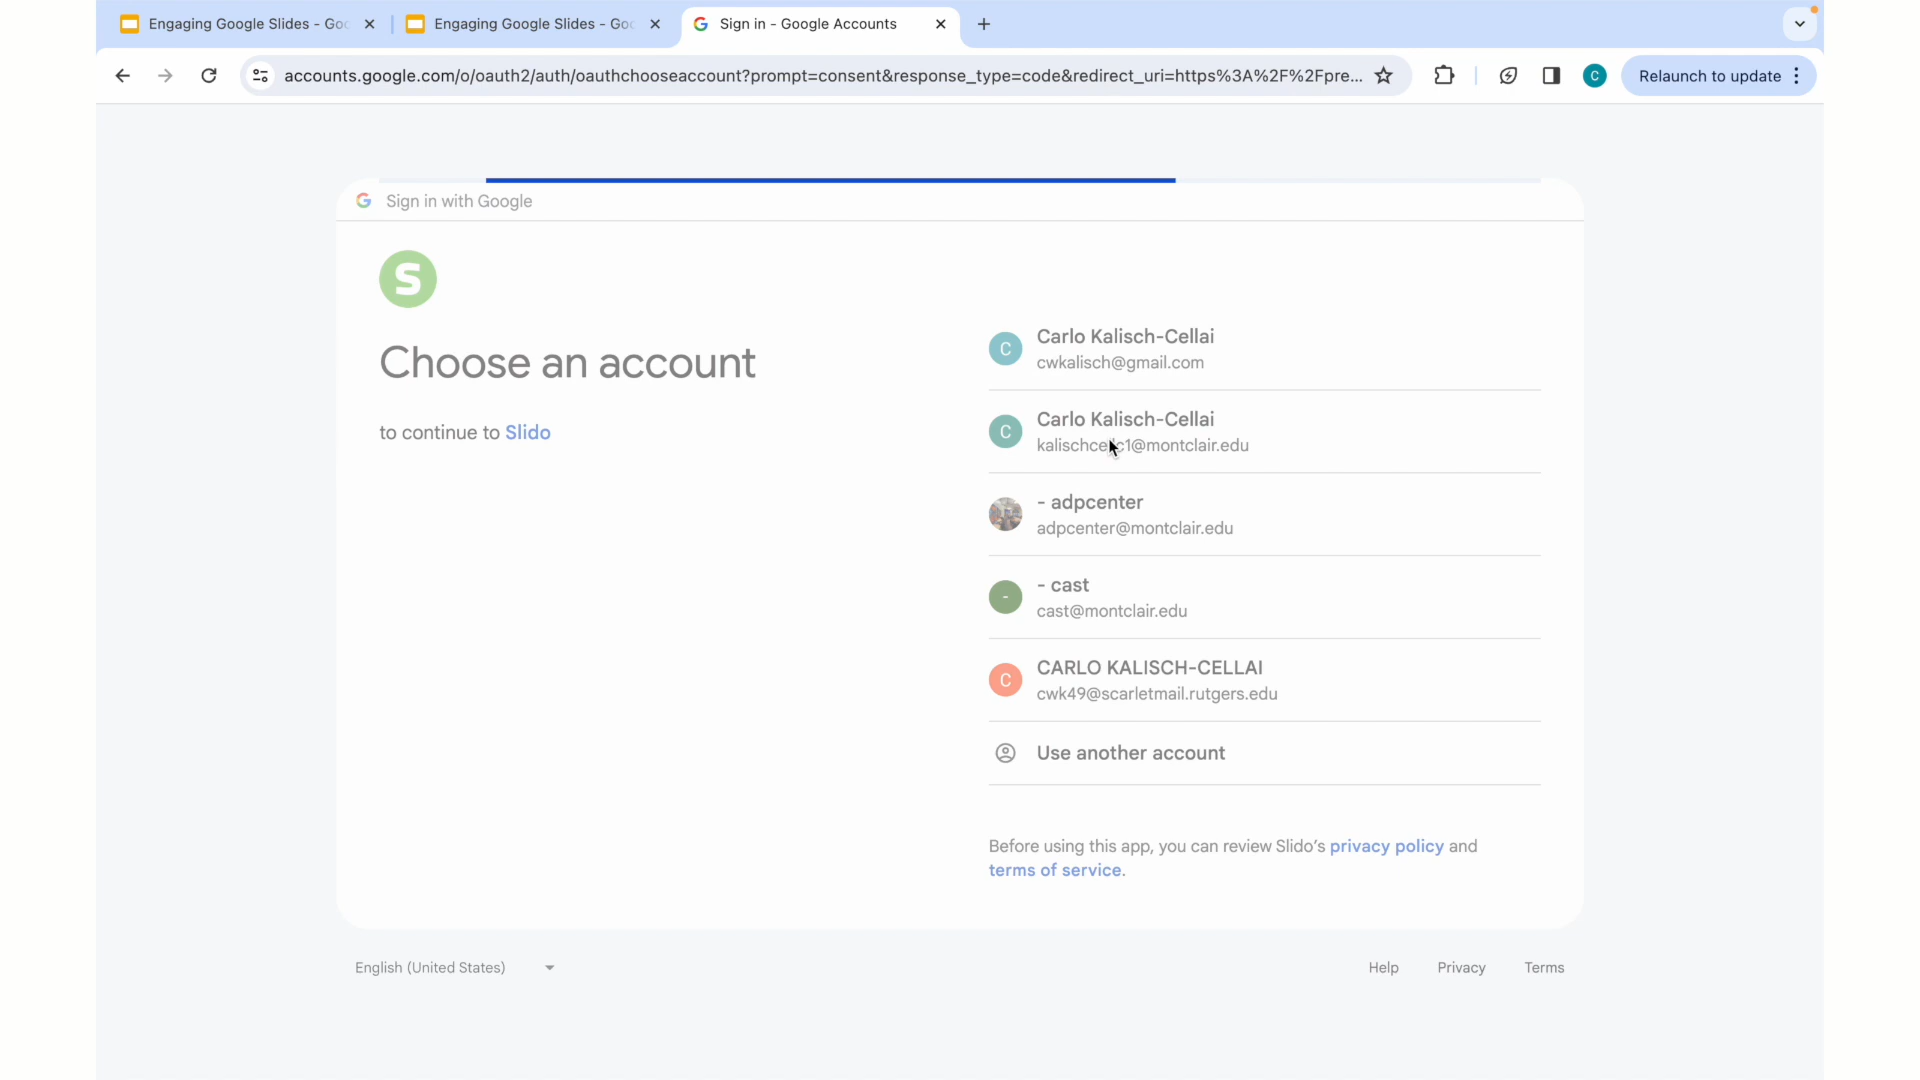 Engaging Google Slides - Goo
Engaging Google Slides - Goo
Sign in - Google Accounts
accounts.google.com/o/oauth2/auth/oauthchooseaccount?prompt=consent&response_type=code&redirect_uri=https%3A%2F%2Fpre...
C
Relaunch to update
Sign in with Google
S
Choose an account
to continue to Slido
C
Carlo Kalisch-Cellai
cwkalisch@gmail.com
C
Carlo Kalisch-Cellai
- adpcenter
adpcenter@montclair.edu
-
- cast
cast@montclair.edu
C
CARLO KALISCH-CELLAI
cwk49@scarletmail.rutgers.edu
Use another account
Before using this app, you can review Slido's privacy policy and
terms of service.
English (United States)
Help
Privacy
Terms